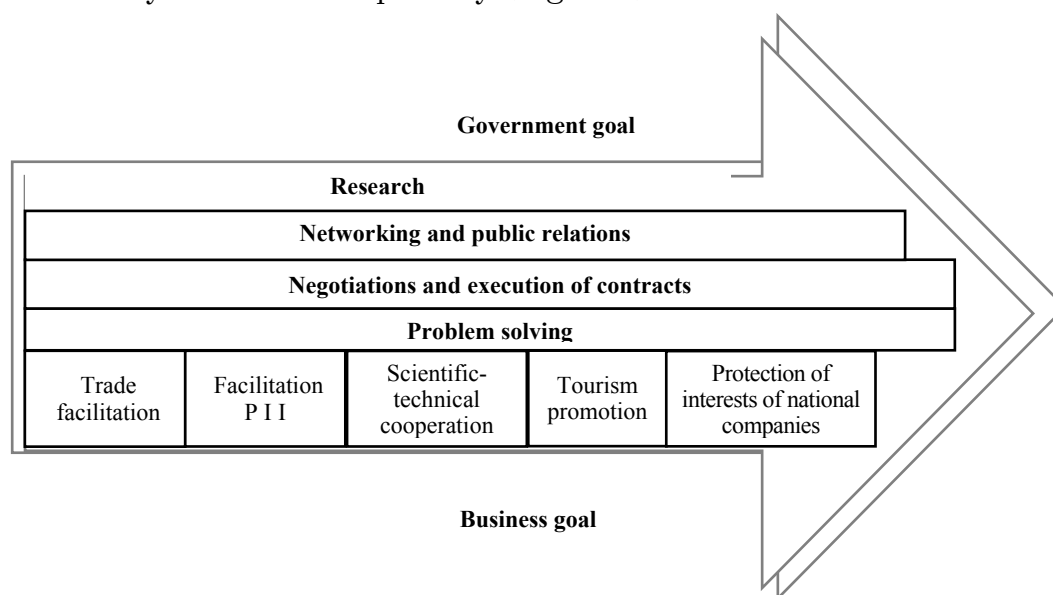 Government goal
Research
Networking and public relations
Negotiations and execution of contracts
Problem solving
Trade
facilitation
Facilitation
P I I
Scientific-
technical
cooperation
Tourism
promotion
Protection of
interests of national
companies
Business goal